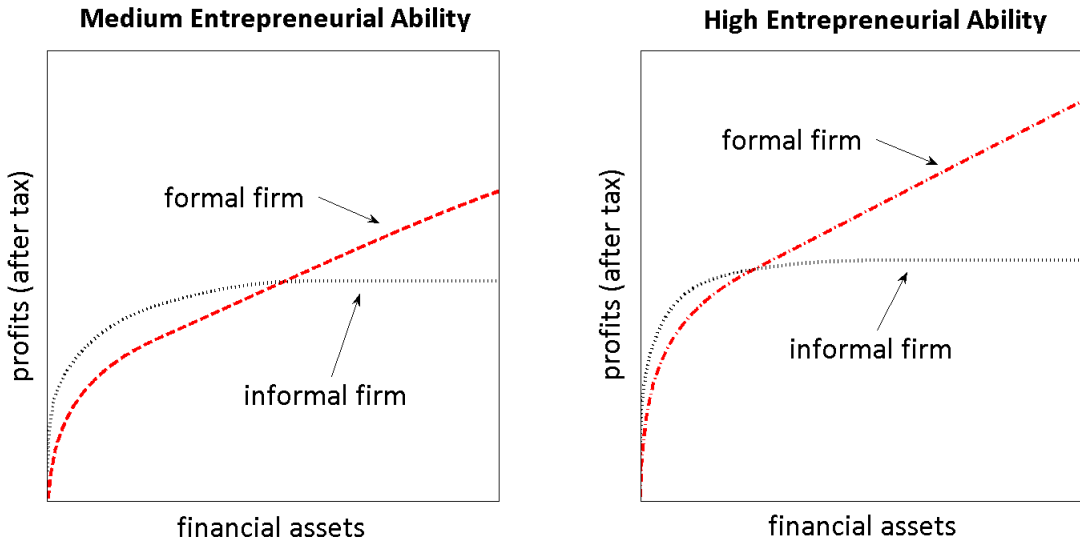 Medium Entrepreneurial Ability
profits (after tax)
formal firm
informal firm
financial assets
High Entrepreneurial Ability
profits (after tax)
formal firm
informal firm
financial assets